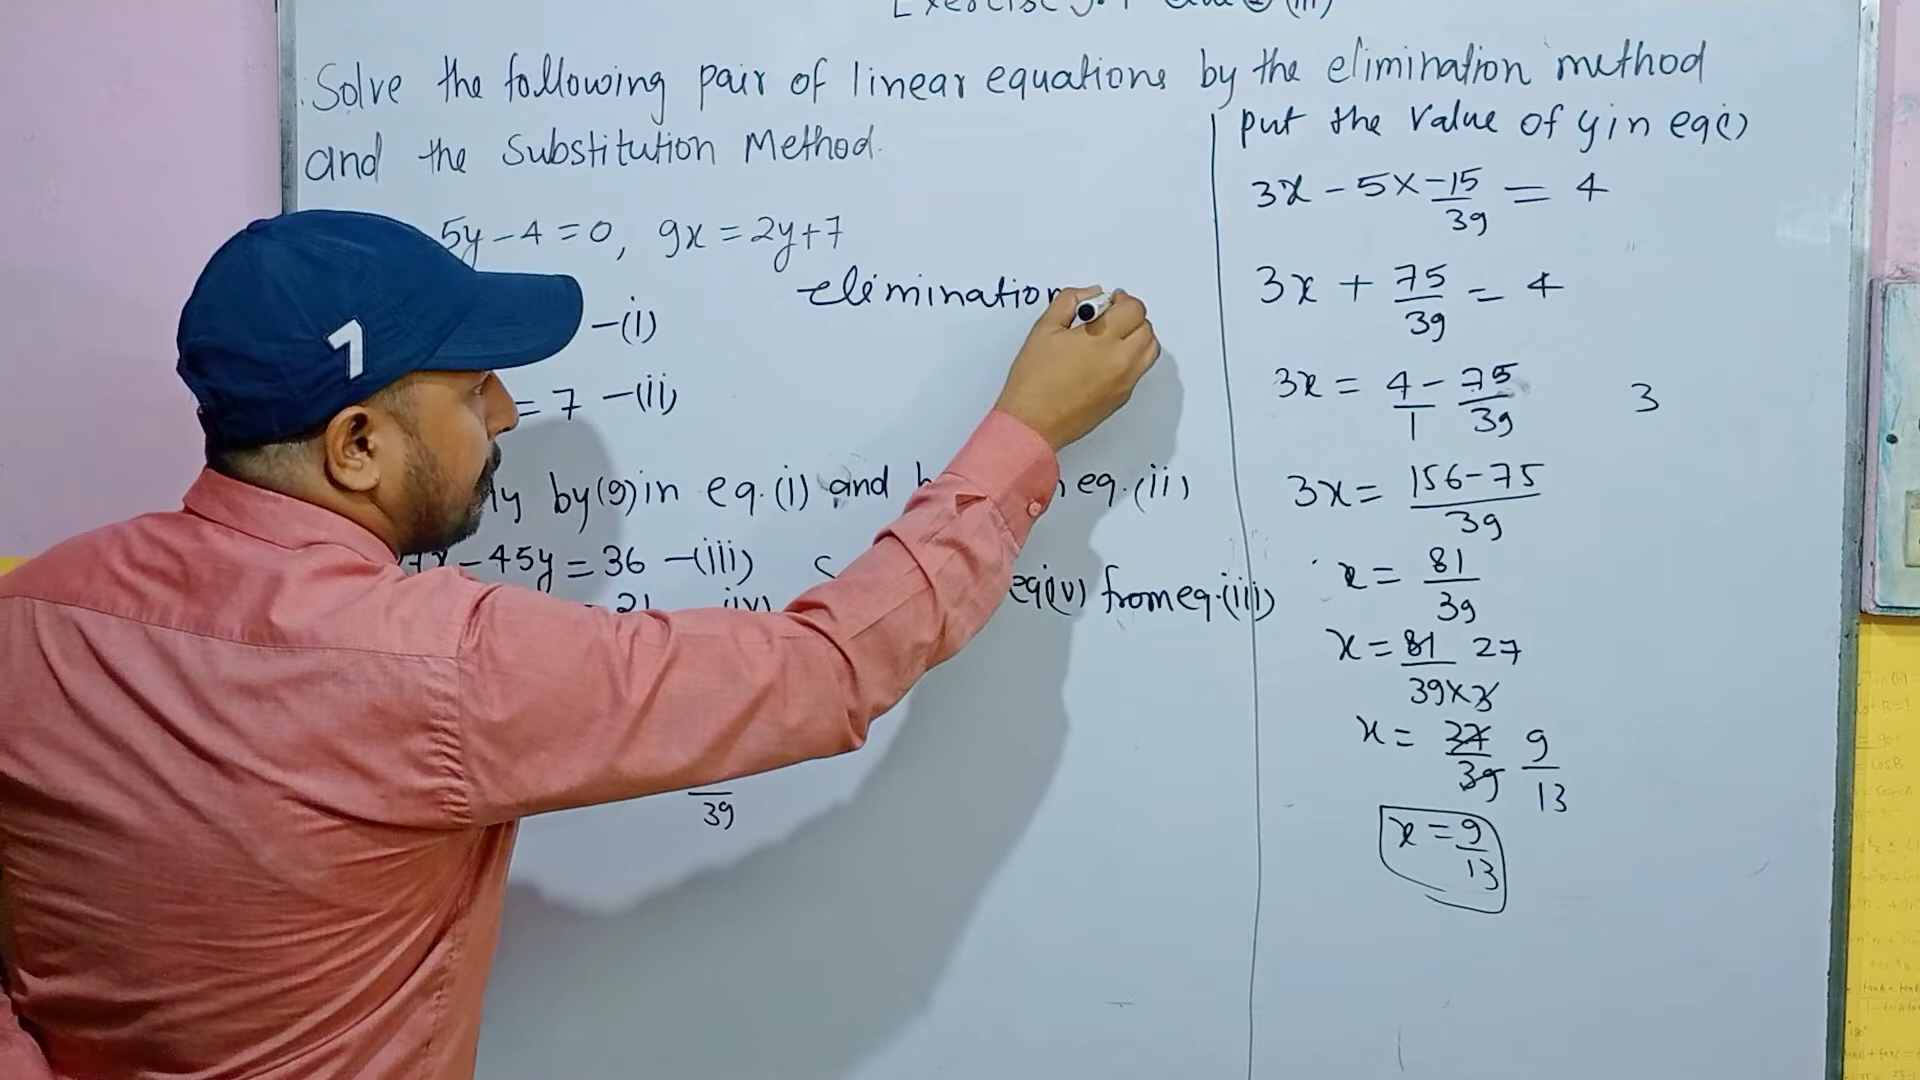 Solve the following pair of linear equations by the elimination method
and the Substitution Method.
5y-4=0, 9x=2y+7
elimination
-(i)
=7 -(ii)
by(9)in eq.(i) and eq.(ii)
-45y=36 -(iii) eq(v) from eq.(iii)
39
put the value of y in eq(i)
3x-5x-15/39=4
3x+75/39=4
3x=4/1-75/39 3
3x=156-75/39
x=81/39
x=81/39×3 27
x=27/39 9/13
x=9/13
7